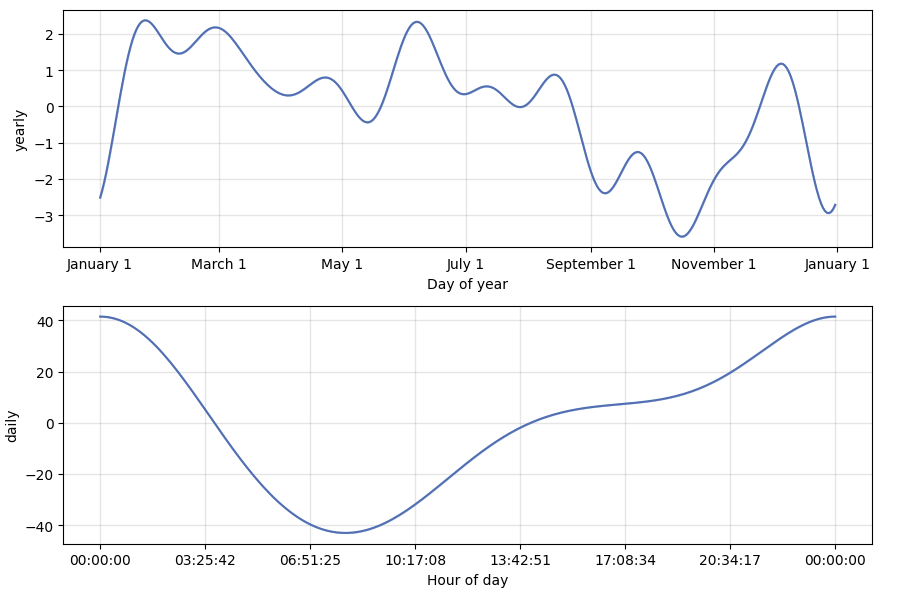 2
1
0
−1
−2
−3
yearly
January 1 March 1 May 1 July 1 September 1 November 1 January 1
Day of year
40
20
0
−20
−40
daily
00:00:00 03:25:42 06:51:25 10:17:08 13:42:51 17:08:34 20:34:17 00:00:00
Hour of day